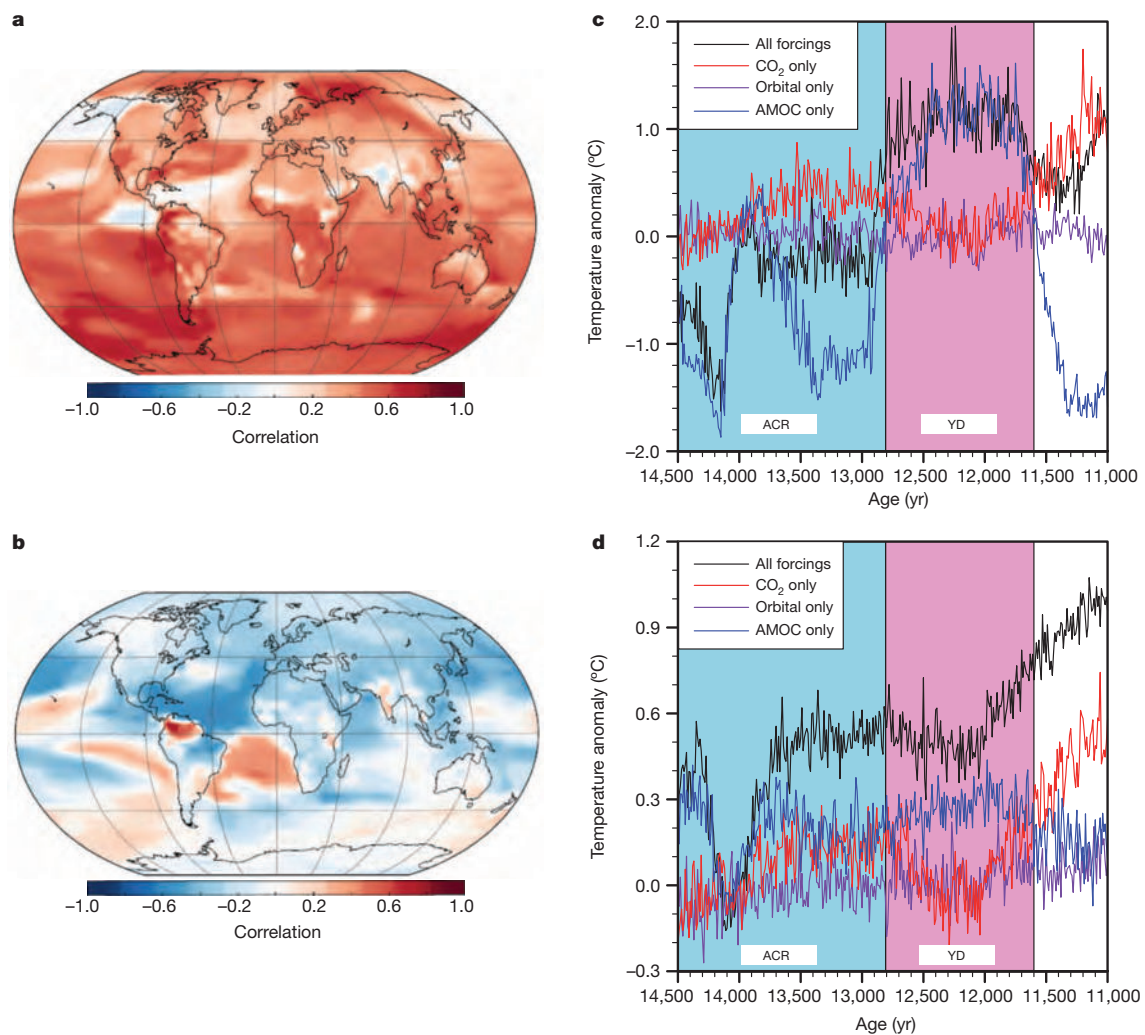 a
−1.0 −0.6 −0.2 0.2 0.6 1.0
Correlation
b
−1.0 −0.6 −0.2 0.2 0.6 1.0
Correlation
c
2.0
1.0
0.0
−1.0
−2.0
Temperature anomaly (ºC)
All forcings
CO2 only
Orbital only
AMOC only
ACR
YD
14,500 14,000 13,500 13,000 12,500 12,000 11,500 11,000
Age (yr)
d
1.2
0.9
0.6
0.3
0.0
−0.3
Temperature anomaly (ºC)
All forcings
CO2 only
Orbital only
AMOC only
ACR
YD
14,500 14,000 13,500 13,000 12,500 12,000 11,500 11,000
Age (yr)